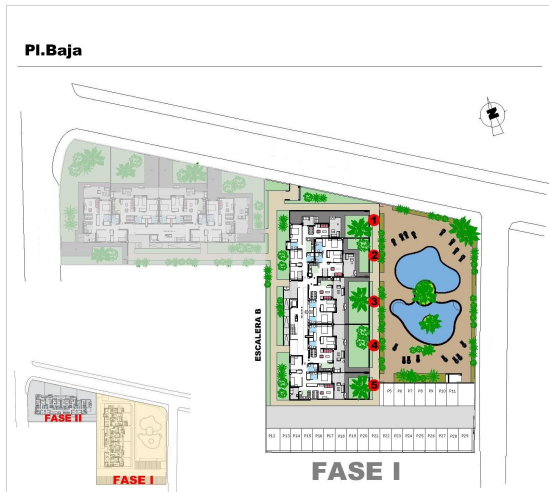 Pl.Baja
N
1
2
3
ESCALERA B
4
5
P5 P6 P7 P8 P9 P10 P11
FASE II
P12 P13 P14 P15 P16 P17 P18 P19 P20 P21 P22 P23 P24 P25 P26 P27 P28 P29
FASE I
FASE I